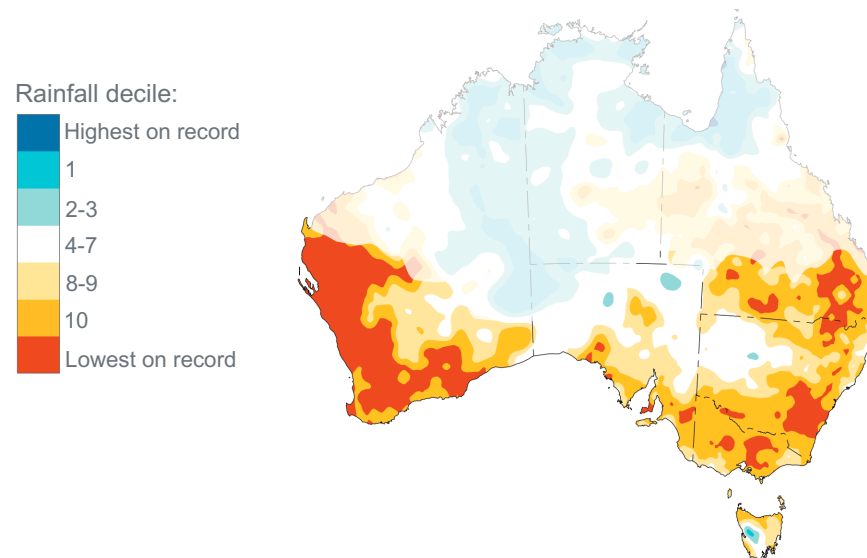 Rainfall decile:
Highest on record
1
2-3
4-7
8-9
10
Lowest on record